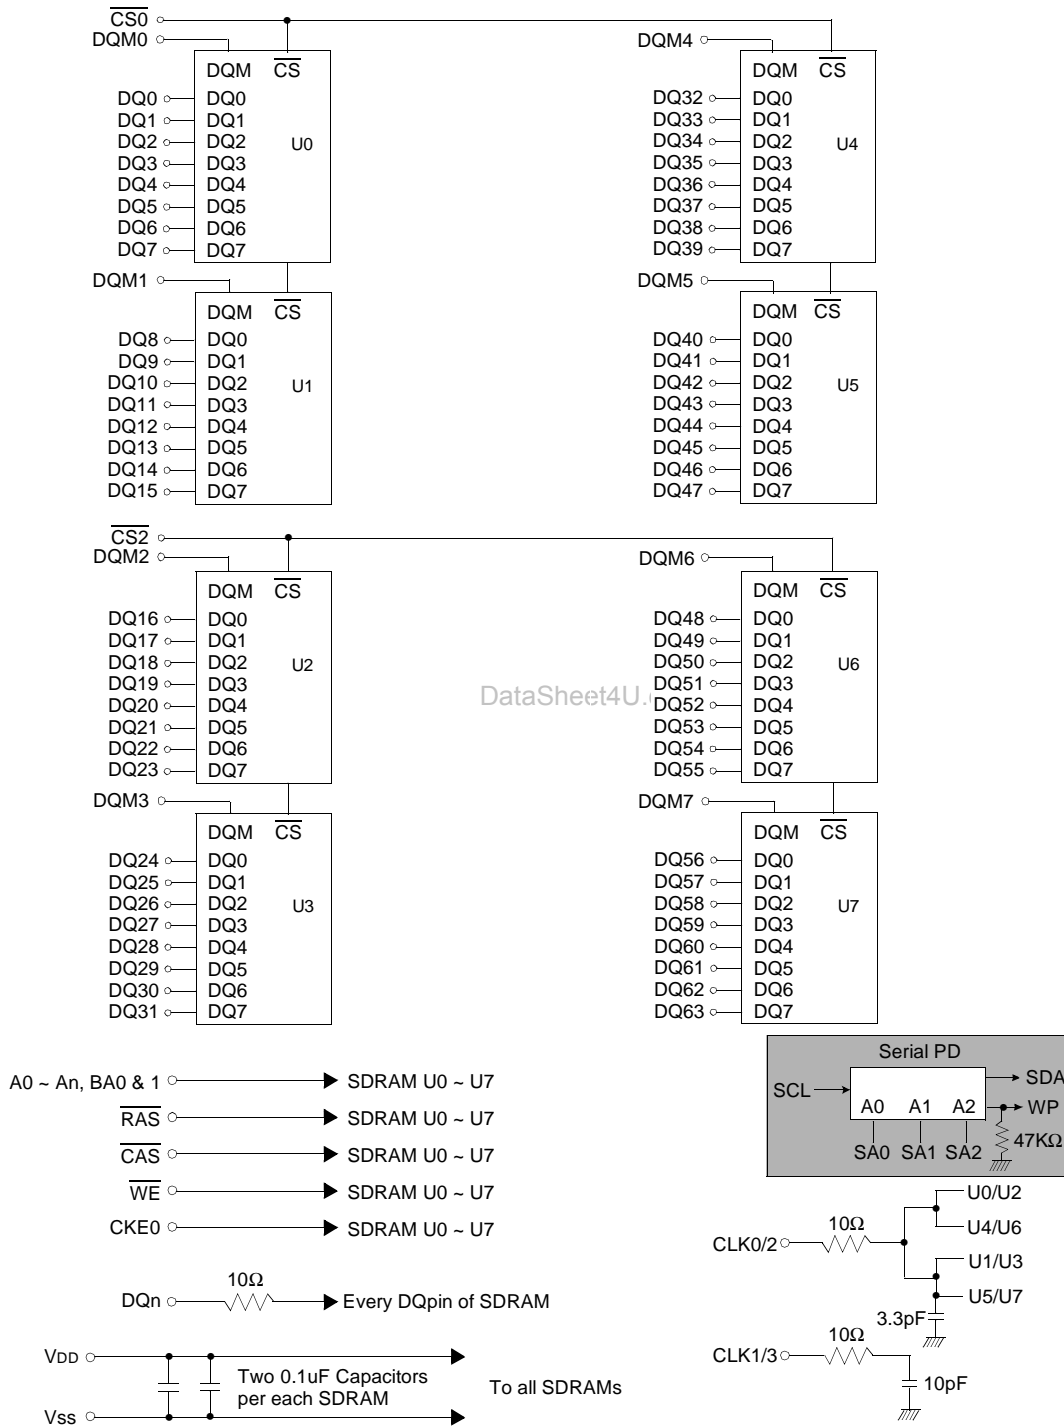 CS0
DQM0
DQM CS
DQ0 DQ0
DQ1 DQ1
DQ2 DQ2
DQ3 DQ3
DQ4 DQ4
DQ5 DQ5
DQ6 DQ6
DQ7 DQ7
U0
DQM4
DQM CS
DQ32 DQ0
DQ33 DQ1
DQ34 DQ2
DQ35 DQ3
DQ36 DQ4
DQ37 DQ5
DQ38 DQ6
DQ39 DQ7
U4
DQM1
DQM CS
DQ8 DQ0
DQ9 DQ1
DQ10 DQ2
DQ11 DQ3
DQ12 DQ4
DQ13 DQ5
DQ14 DQ6
DQ15 DQ7
U1
DQM5
DQM CS
DQ40 DQ0
DQ41 DQ1
DQ42 DQ2
DQ43 DQ3
DQ44 DQ4
DQ45 DQ5
DQ46 DQ6
DQ47 DQ7
U5
CS2
DQM2
DQM CS
DQ16 DQ0
DQ17 DQ1
DQ18 DQ2
DQ19 DQ3
DQ20 DQ4
DQ21 DQ5
DQ22 DQ6
DQ23 DQ7
U2
DQM6
DQM CS
DQ48 DQ0
DQ49 DQ1
DQ50 DQ2
DQ51 DQ3
DQ52 DQ4
DQ53 DQ5
DQ54 DQ6
DQ55 DQ7
U6
DataSheet4U.
DQM3
DQM CS
DQ24 DQ0
DQ25 DQ1
DQ26 DQ2
DQ27 DQ3
DQ28 DQ4
DQ29 DQ5
DQ30 DQ6
DQ31 DQ7
U3
DQM7
DQM CS
DQ56 DQ0
DQ57 DQ1
DQ58 DQ2
DQ59 DQ3
DQ60 DQ4
DQ61 DQ5
DQ62 DQ6
DQ63 DQ7
U7
A0 ~ An, BA0 & 1 SDRAM U0 ~ U7
RAS SDRAM U0 ~ U7
CAS SDRAM U0 ~ U7
WE SDRAM U0 ~ U7
CKE0 SDRAM U0 ~ U7
DQn 10Ω Every DQpin of SDRAM
VDD
Two 0.1uF Capacitors
per each SDRAM
To all SDRAMs
Vss
Serial PD
SCL SDA
A0 A1 A2 WP
SA0 SA1 SA2 47KΩ
CLK0/2 10Ω
U0/U2
U4/U6
U1/U3
U5/U7
3.3pF
CLK1/3 10Ω
10pF